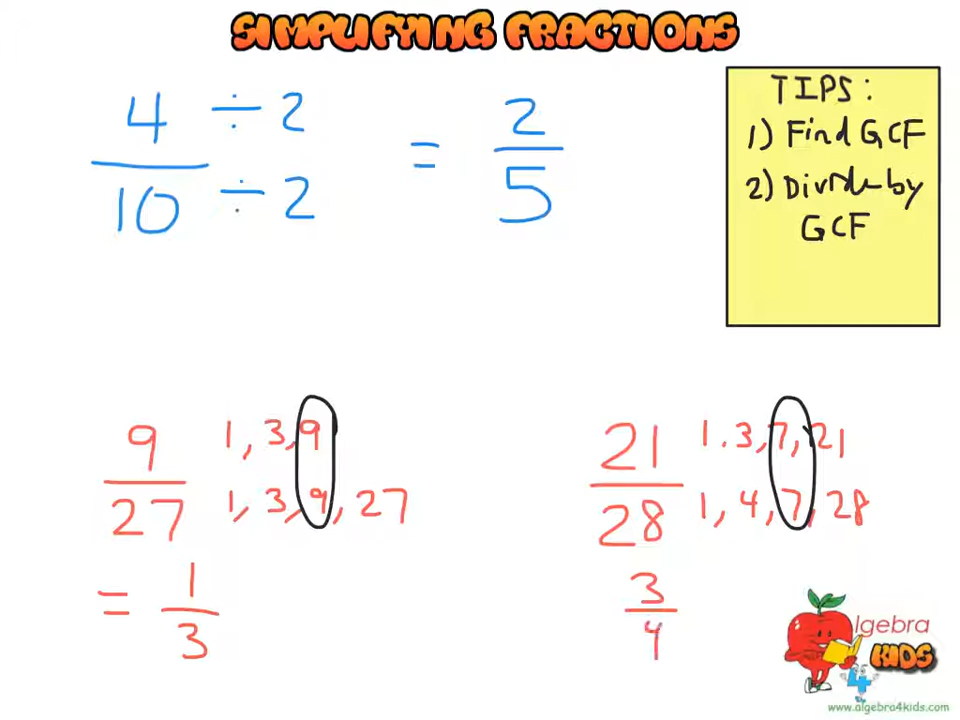 SIMPLIFYING FRACTIONS
4 ÷ 2
10 ÷ 2
=
2
5
TIPS:
1) Find GCF
2) Divide by
GCF
9
27
1, 3, 9
1, 3, 9, 27
= 1
3
21
28
1. 3, 7, 21
1, 4, 7, 28
3
4
lgebra
4
KIDS
www.algebra4kids.com